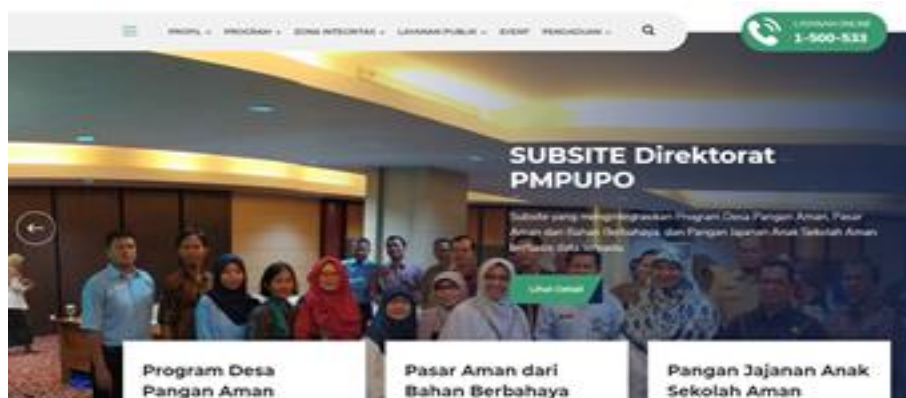 PROFIL PROGRAM ZONA INTEGRITAS LAYANAN PUBLIK EVENT PENGADUAN
LAYANAN ONLINE
1-500-533
SUBSITE Direktorat
PMPUPO
Subsite yang mengintegrasikan Program Desa Pangan Aman, Pasar
Aman dari Bahan Berbahaya, dan Pangan Jajanan Anak Sekolah Aman
berbasis data
Lihat Detail
Program Desa
Pangan Aman
Pasar Aman dari
Bahan Berbahaya
Pangan Jajanan Anak
Sekolah Aman